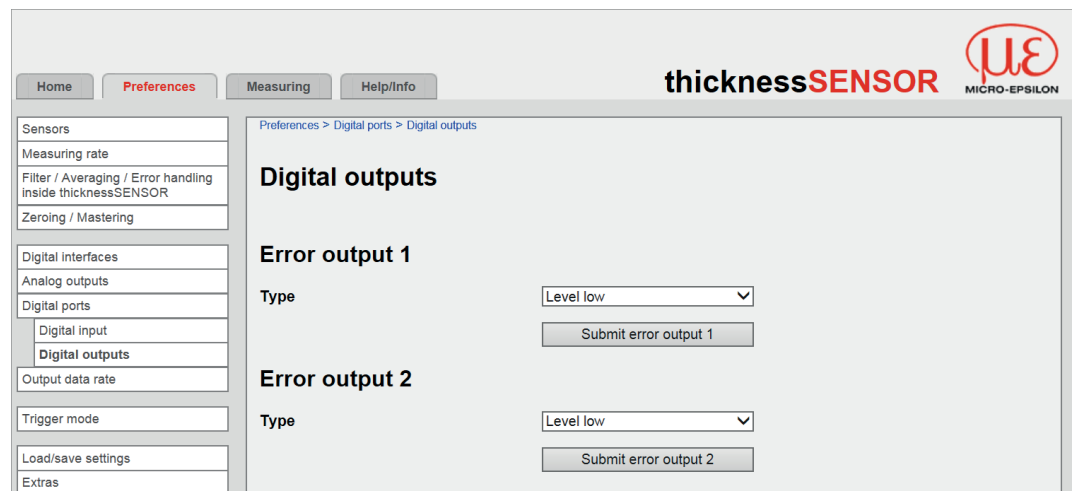 Home
Preferences
Measuring
Help/Info
thicknessSENSOR
με
MICRO-EPSILON
Sensors
Measuring rate
Filter / Averaging / Error handling
inside thicknessSENSOR
Zeroing / Mastering
Digital interfaces
Analog outputs
Digital ports
Digital input
Digital outputs
Output data rate
Trigger mode
Load/save settings
Extras
Preferences > Digital ports > Digital outputs
Digital outputs
Error output 1
Type
Level low
Submit error output 1
Error output 2
Type
Level low
Submit error output 2